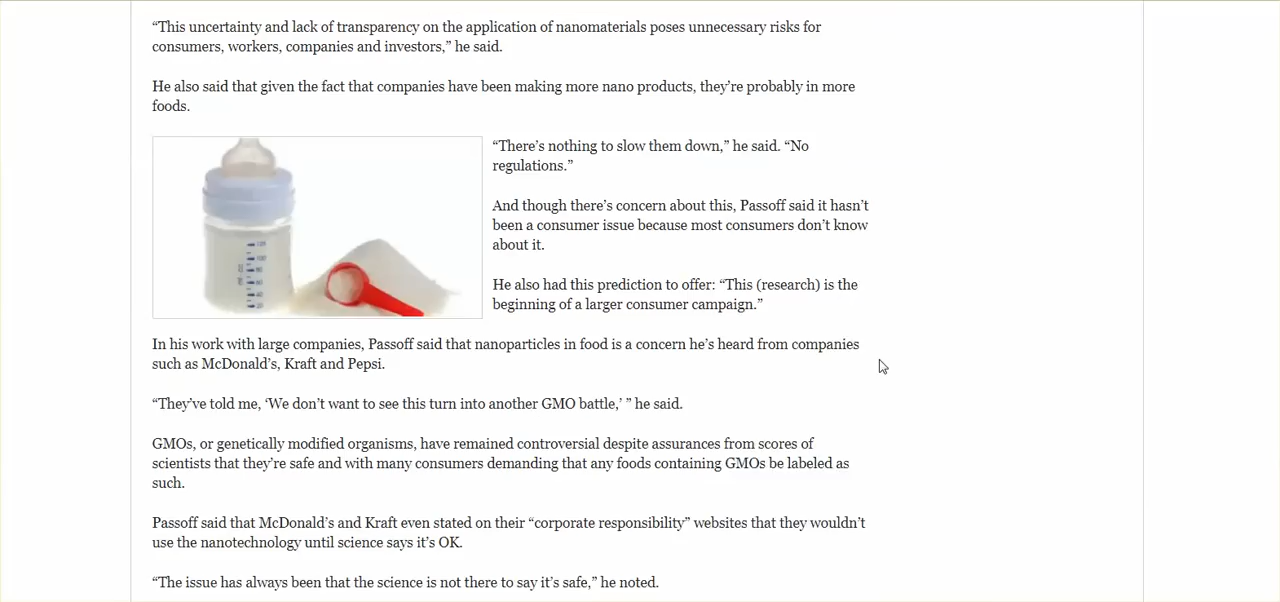 “This uncertainty and lack of transparency on the application of nanomaterials poses unnecessary risks for
consumers, workers, companies and investors,” he said.
He also said that given the fact that companies have been making more nano products, they’re probably in more
foods.
“There’s nothing to slow them down,” he said. “No
regulations.”
And though there’s concern about this, Passoff said it hasn’t
been a consumer issue because most consumers don’t know
about it.
He also had this prediction to offer: “This (research) is the
beginning of a larger consumer campaign.”
In his work with large companies, Passoff said that nanoparticles in food is a concern he’s heard from companies
such as McDonald’s, Kraft and Pepsi.
“They’ve told me, ‘We don’t want to see this turn into another GMO battle,’ ” he said.
GMOs, or genetically modified organisms, have remained controversial despite assurances from scores of
scientists that they’re safe and with many consumers demanding that any foods containing GMOs be labeled as
such.
Passoff said that McDonald’s and Kraft even stated on their “corporate responsibility” websites that they wouldn’t
use the nanotechnology until science says it’s OK.
“The issue has always been that the science is not there to say it’s safe,” he noted.